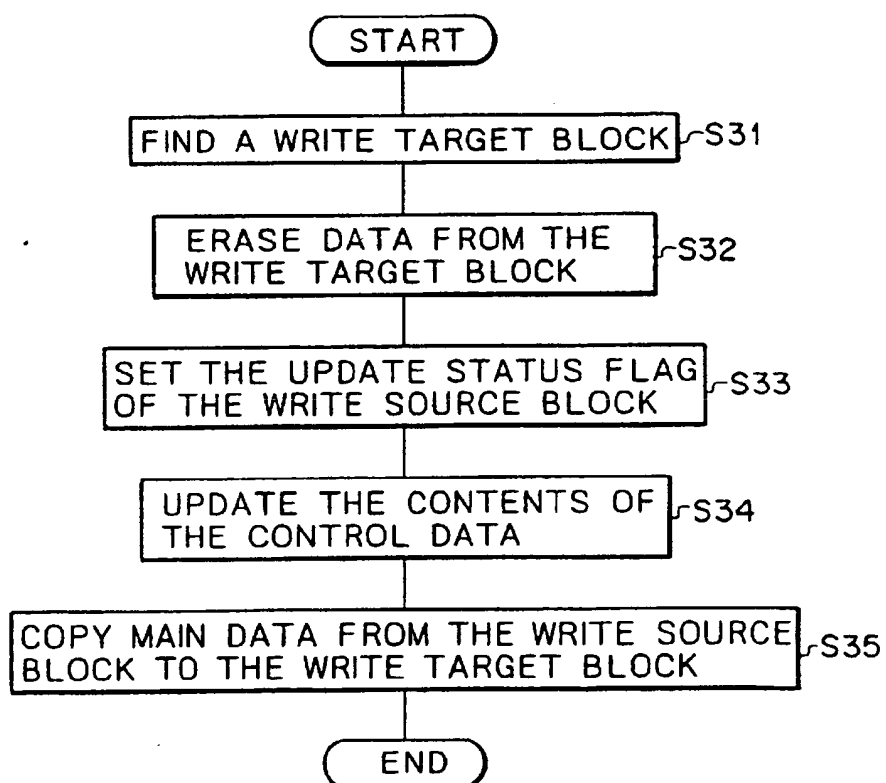 START
FIND A WRITE TARGET BLOCK
S31
ERASE DATA FROM THE
WRITE TARGET BLOCK
S32
SET THE UPDATE STATUS FLAG
OF THE WRITE SOURCE BLOCK
S33
UPDATE THE CONTENTS OF
THE CONTROL DATA
S34
COPY MAIN DATA FROM THE WRITE SOURCE
BLOCK TO THE WRITE TARGET BLOCK
S35
END